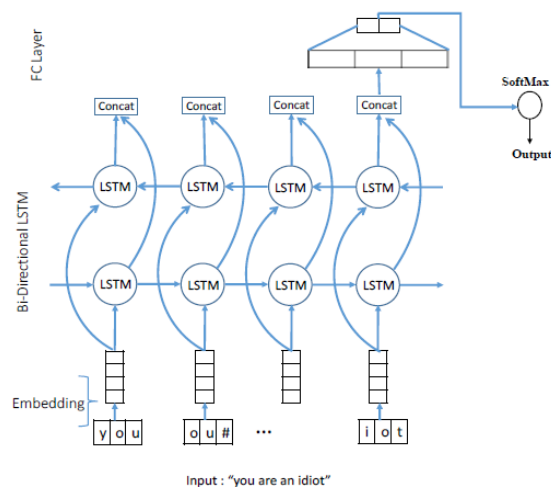 FC Layer
SoftMax
Output
Concat Concat Concat Concat
Bi-Directional LSTM
LSTM LSTM LSTM LSTM
LSTM LSTM LSTM LSTM
Embedding
y o u o u # ... i o t
Input : "you are an idiot"